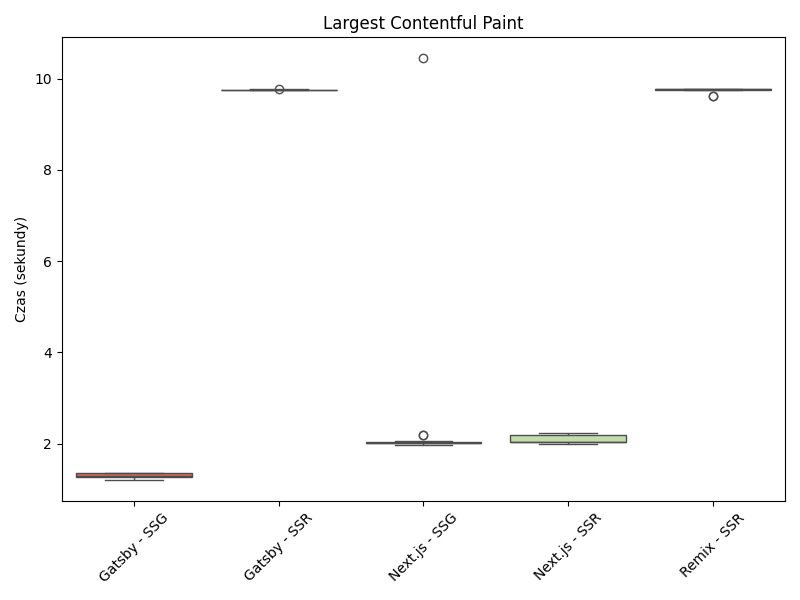 Largest Contentful Paint
Czas (sekundy)
10
8
6
4
2
Gatsby - SSG
Gatsby - SSR
Next.js - SSG
Next.js - SSR
Remix - SSR